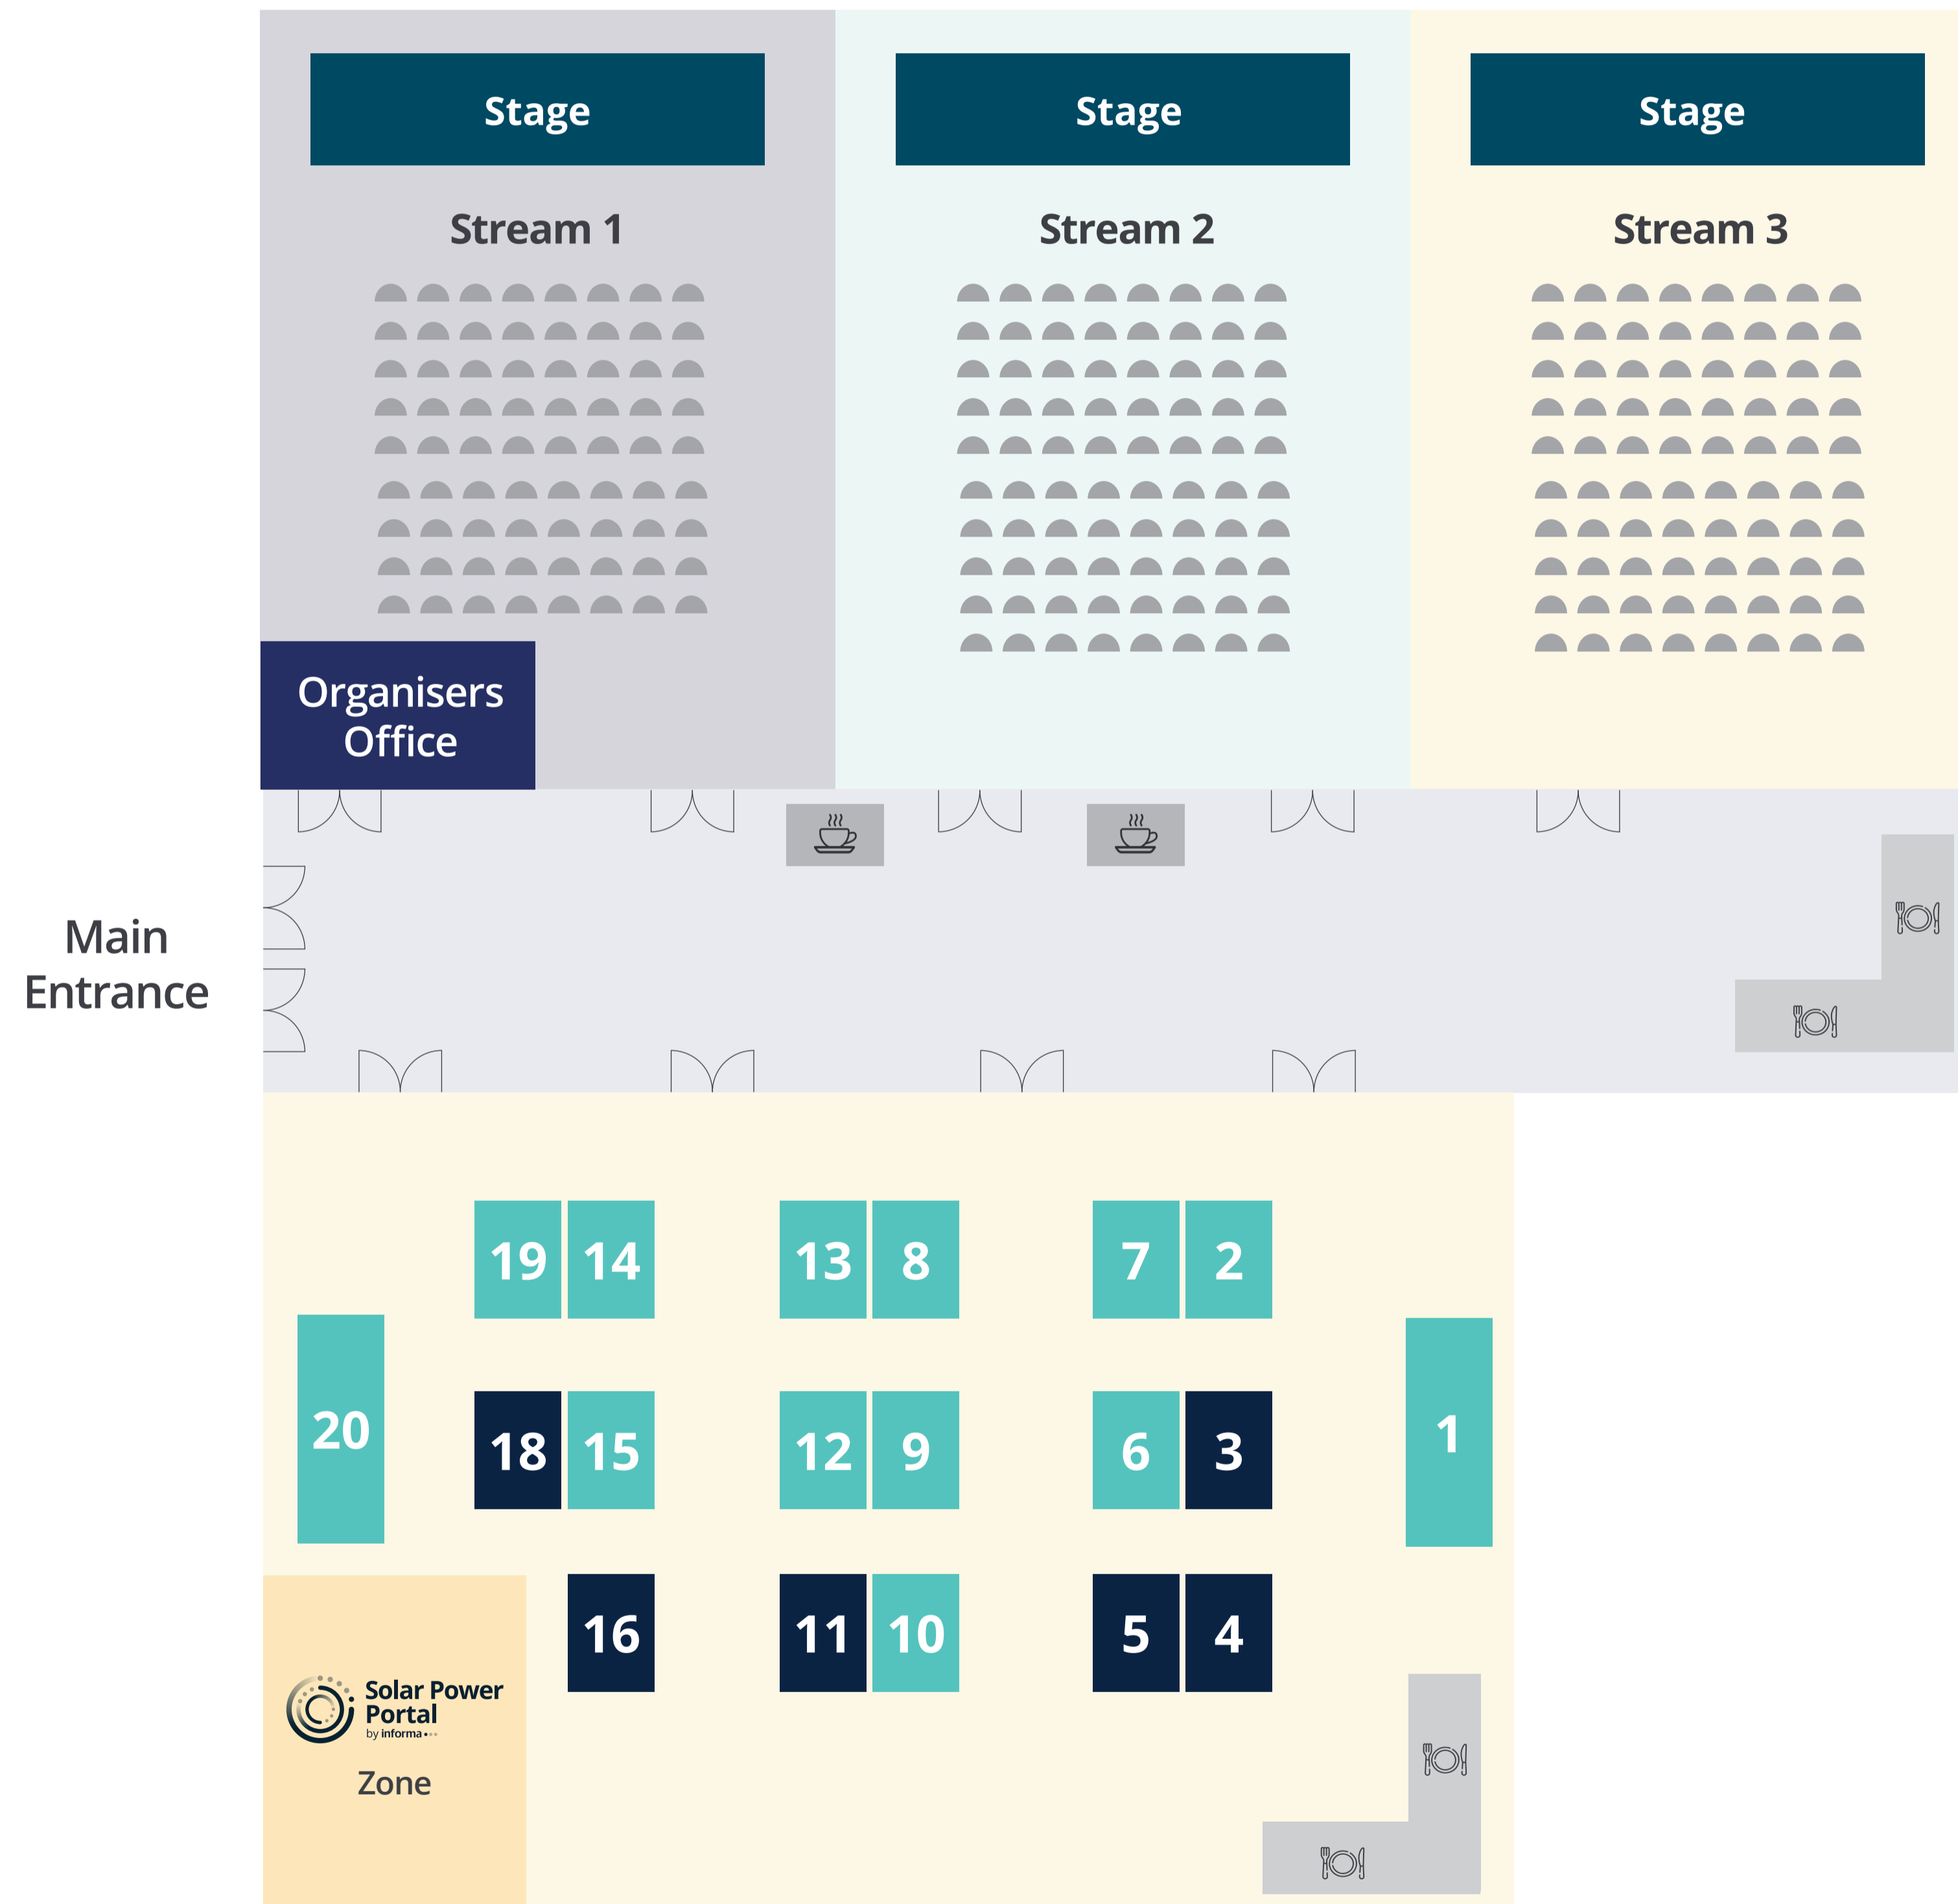 Stage
Stage
Stage
Stream 1
Stream 2
Stream 3
Organisers
Office
Main
Entrance
19 14 13 8 7 2
20
1
18 15 12 9 6 3
16 11 10 5 4
Solar Power
Portal
by informa
Zone